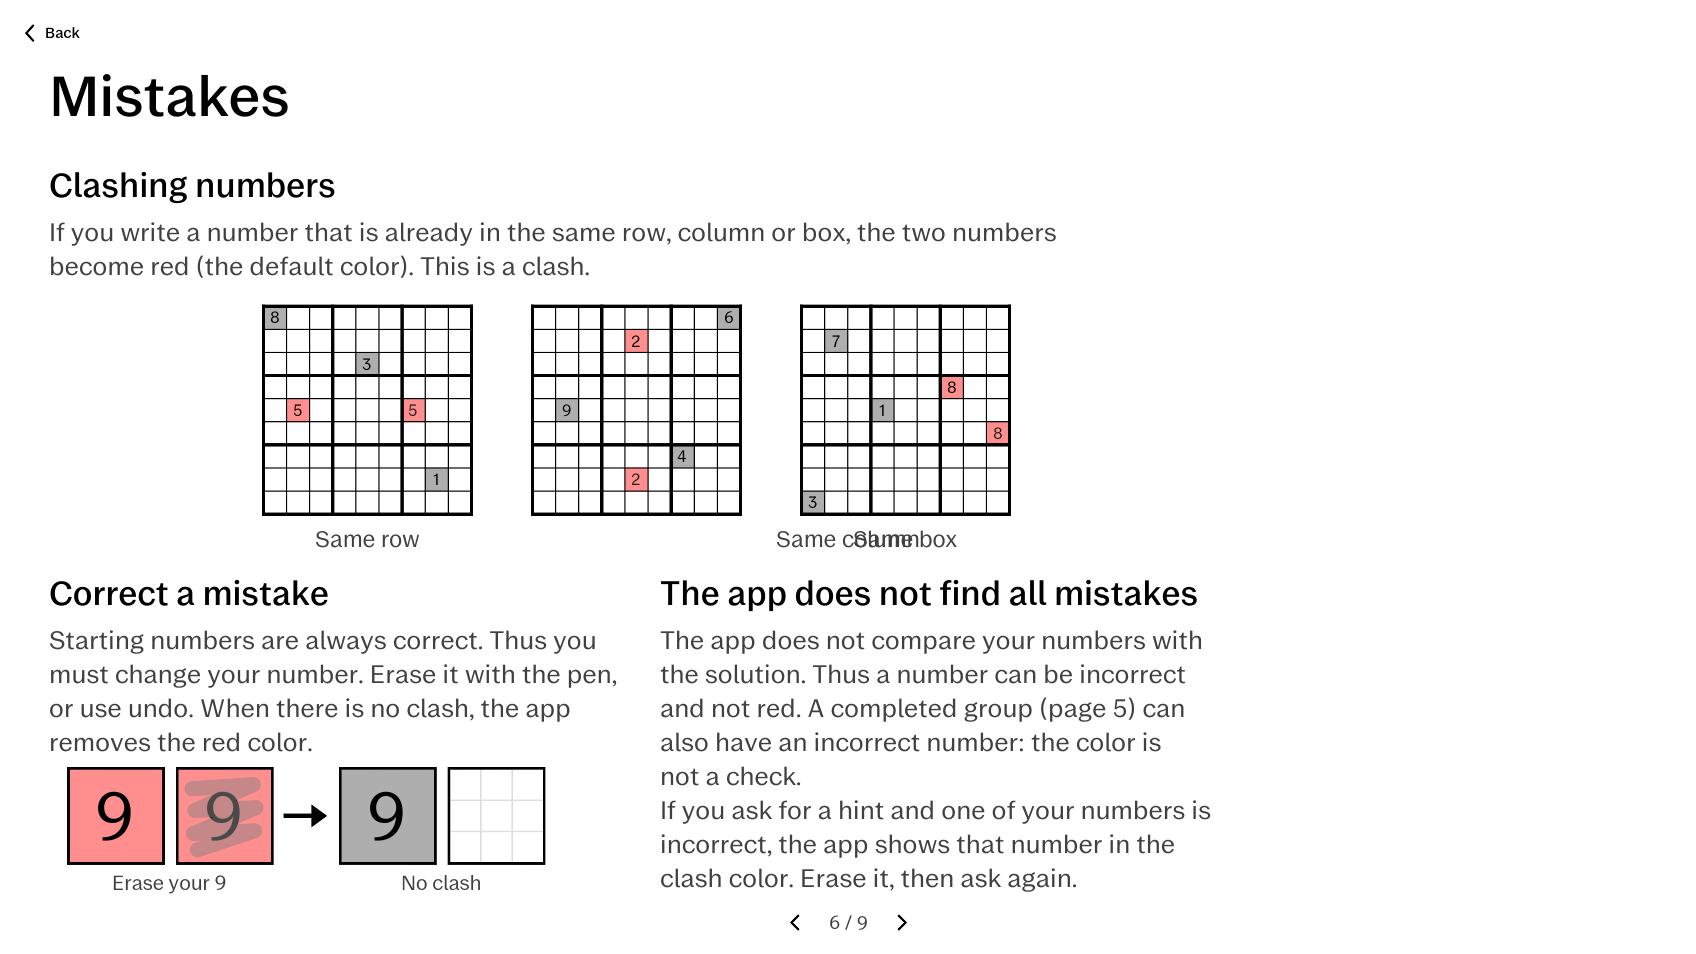 Back
Mistakes
Clashing numbers
If you write a number that is already in the same row, column or box, the two numbers
become red (the default color). This is a clash.
8
3
5 5
1
6
2
9
4
2
7
8
1
8
3
Same row
Same column
Same box
Correct a mistake
Starting numbers are always correct. Thus you
must change your number. Erase it with the pen,
or use undo. When there is no clash, the app
removes the red color.
9 9 9
Erase your 9
No clash
The app does not find all mistakes
The app does not compare your numbers with
the solution. Thus a number can be incorrect
and not red. A completed group (page 5) can
also have an incorrect number: the color is
not a check.
If you ask for a hint and one of your numbers is
incorrect, the app shows that number in the
clash color. Erase it, then ask again.
6 / 9